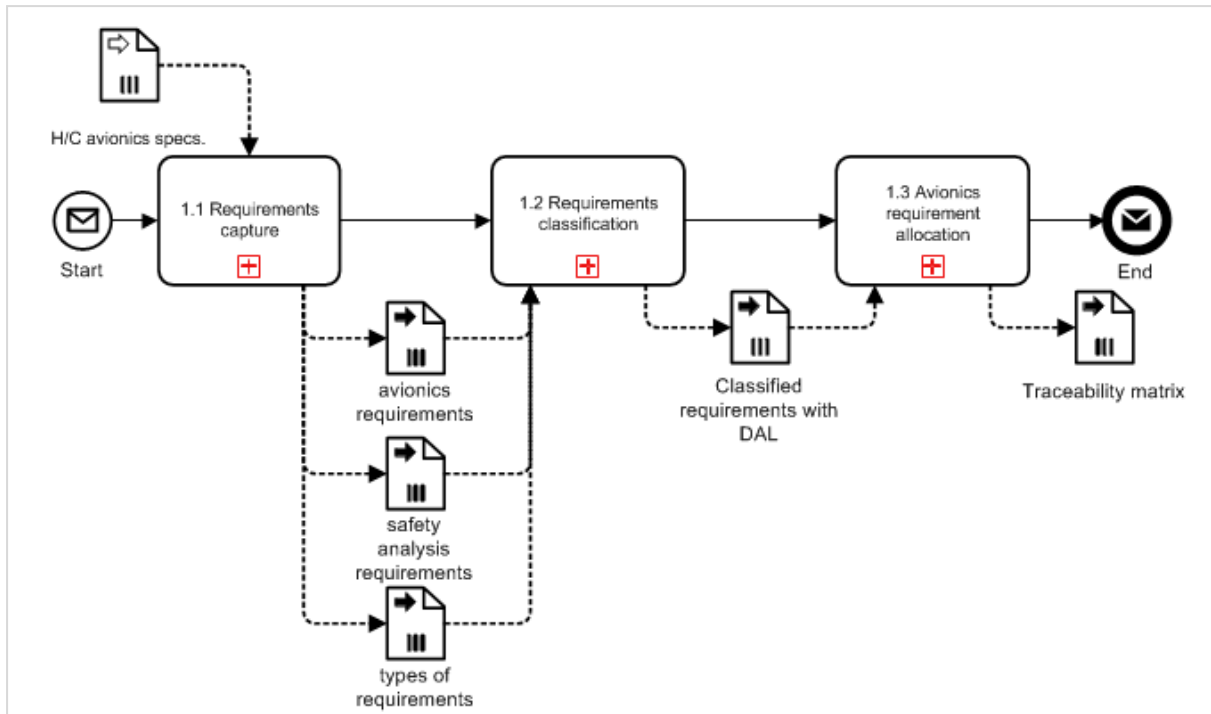 H/C avionics specs.
Start
1.1 Requirements
capture
1.2 Requirements
classification
1.3 Avionics
requirement
allocation
End
avionics
requirements
safety
analysis
requirements
types of
requirements
Classified
requirements with
DAL
Traceability matrix